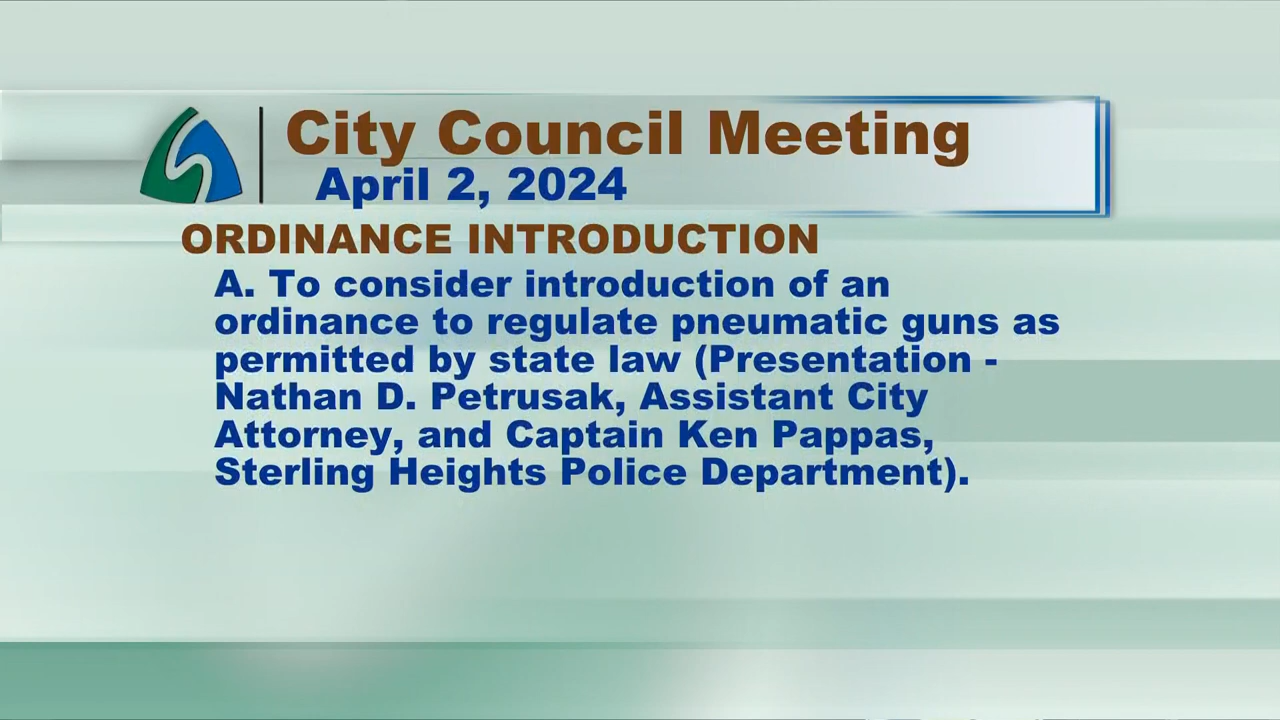 City Council Meeting
April 2, 2024
ORDINANCE INTRODUCTION
A. To consider introduction of an
ordinance to regulate pneumatic guns as
permitted by state law (Presentation -
Nathan D. Petrusak, Assistant City
Attorney, and Captain Ken Pappas,
Sterling Heights Police Department).